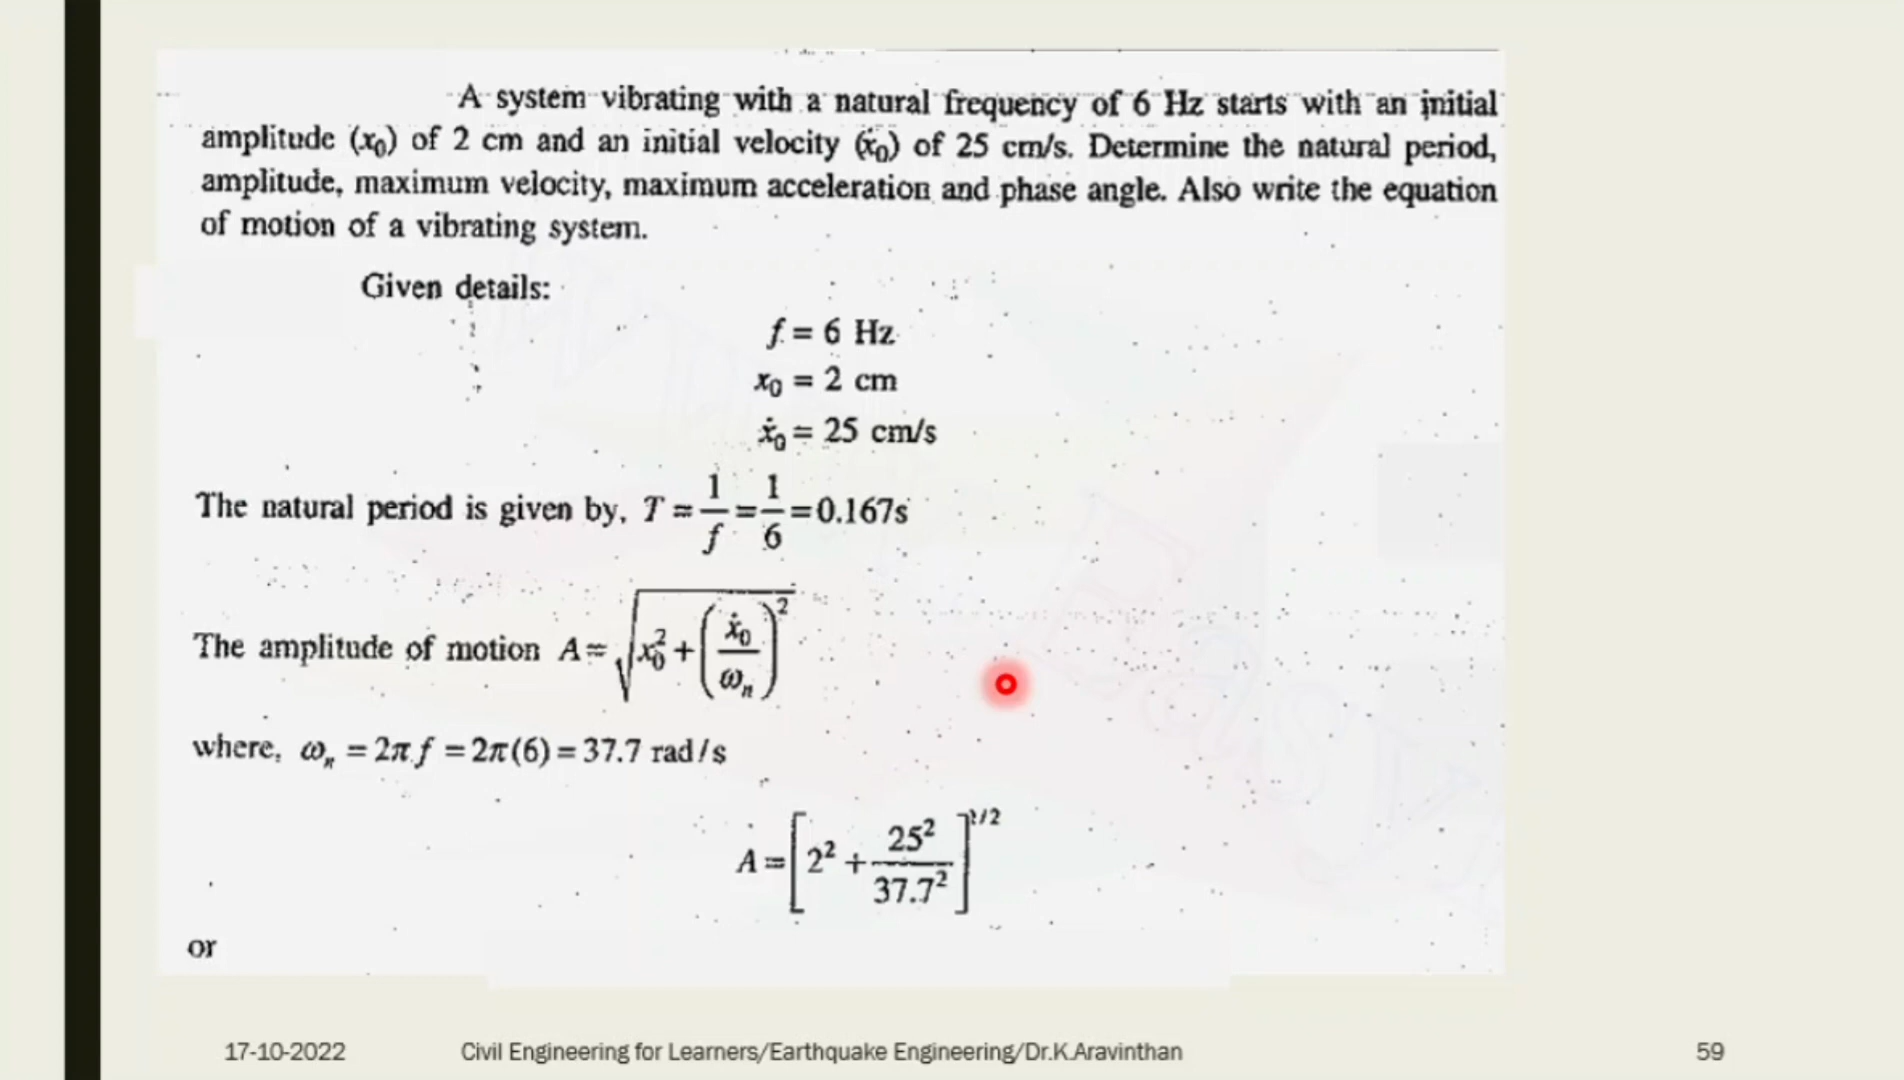 A system vibrating with a natural frequency of 6 Hz starts with an initial
amplitude (x₀) of 2 cm and an initial velocity (ẋ₀) of 25 cm/s. Determine the natural period,
amplitude, maximum velocity, maximum acceleration and phase angle. Also write the equation
of motion of a vibrating system.
Given details:
f = 6 Hz
x₀ = 2 cm
ẋ₀ = 25 cm/s
The natural period is given by, T = 1/f = 1/6 = 0.167s
The amplitude of motion A = √(x₀² + (ẋ₀/ωₙ)²)
where, ωₙ = 2π f = 2π(6) = 37.7 rad/s
A = [2² + 25²/37.7²]^1/2
or
17-10-2022 Civil Engineering for Learners/Earthquake Engineering/Dr.K.Aravinthan 59